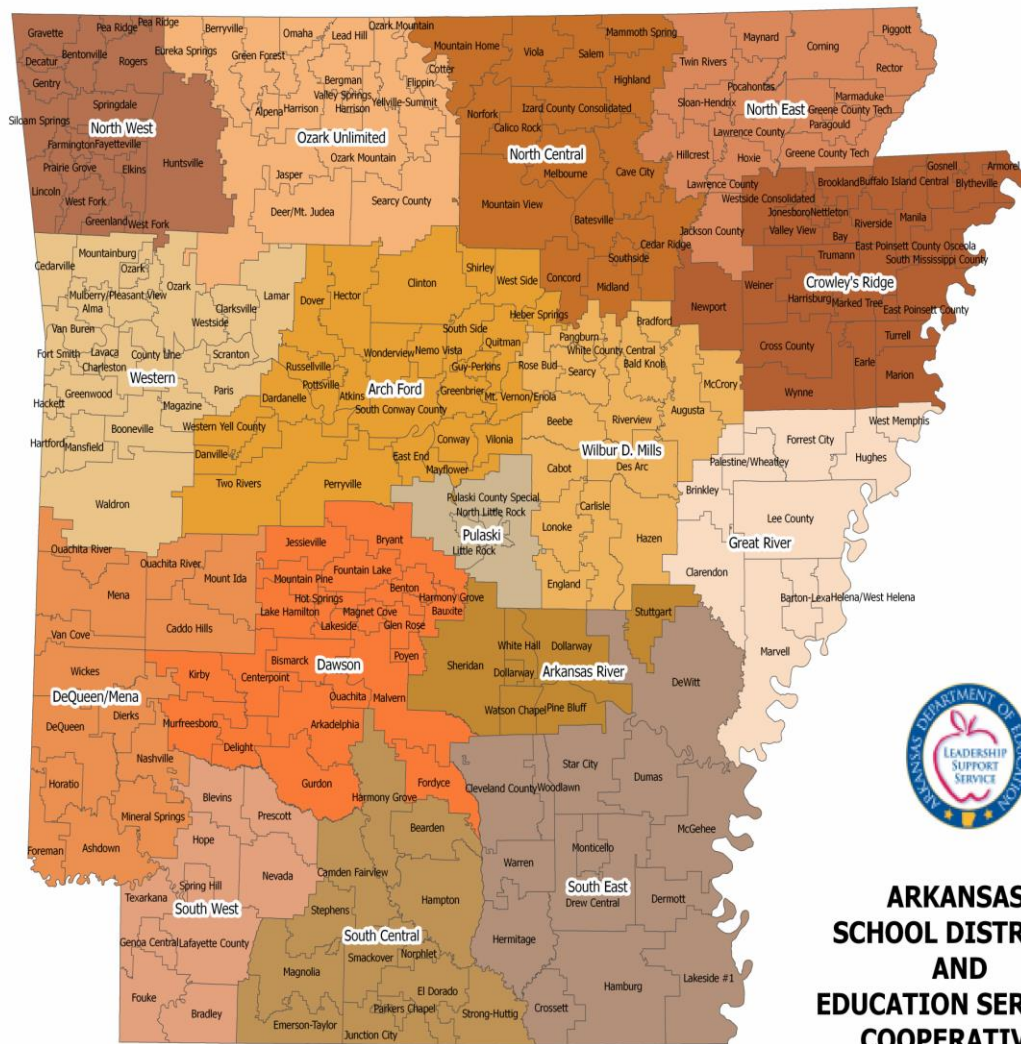 Gravette
Pea Ridge
Pea Ridge
Decatur
Bentonville
Rogers
Gentry
Springdale
Siloam Springs
North West
Farmington
Fayetteville
Prairie Grove
Elkins
Huntsville
Lincoln
West Fork
Greenland
West Fork
Berryville
Omaha
Lead Hill
Ozark Mountain
Eureka Springs
Green Forest
Cotter
Bergman
Flippin
Valley Springs
Alpena
Harrison
Harrison
Yellville-Summit
Ozark Unlimited
Ozark Mountain
Jasper
Deer/Mt. Judea
Searcy County
Mountain Home
Viola
Salem
Mammoth Spring
Highland
Norfork
Izard County Consolidated
Calico Rock
North Central
Melbourne
Cave City
Mountain View
Batesville
Cedar Ridge
Southside
Concord
Midland
Maynard
Corning
Piggott
Twin Rivers
Rector
Pocahontas
Marmaduke
Sloan-Hendrix
North East
Greene County Tech
Paragould
Lawrence County
Hillcrest
Hoxie
Greene County Tech
Lawrence County
Jackson County
Gosnell
Armorel
Brookland
Buffalo Island Central
Blytheville
Westside Consolidated
Jonesboro
Nettleton
Manila
Valley View
Riverside
Bay
East Poinsett County
Osceola
Trumann
South Mississippi County
Crowley's Ridge
Weiner
Harrisburg
Marked Tree
East Poinsett County
Newport
Cross County
Turrell
Earle
Wynne
Marion
Mountainburg
Cedarville
Ozark
Ozark
Lamar
Mulberry/Pleasant View
Alma
Clarksville
Van Buren
Westside
Fort Smith
Lavaca
County Line
Scranton
Charleston
Western
Greenwood
Paris
Hackett
Magazine
Booneville
Hartford
Mansfield
Waldron
Dover
Hector
Clinton
Shirley
West Side
Heber Springs
South Side
Quitman
Wonderview
Nemo Vista
Russellville
Guy-Perkins
Pottsville
Arch Ford
Dardanelle
Atkins
Greenbrier
Mt. Vernon/Enola
South Conway County
Western Yell County
Conway
Vilonia
Danville
East End
Mayflower
Two Rivers
Perryville
Bradford
Pangburn
White County Central
Rose Bud
Searcy
Bald Knob
McCrory
Augusta
Beebe
Riverview
Wilbur D. Mills
Cabot
Des Arc
Carlisle
Lonoke
Hazen
England
Pulaski County Special
North Little Rock
Pulaski
Little Rock
West Memphis
Forrest City
Palestine/Wheatley
Hughes
Brinkley
Lee County
Great River
Clarendon
Barton-Lexa
Helena/West Helena
Marvell
Ouachita River
Ouachita River
Mount Ida
Mena
Van Cove
Caddo Hills
Wickes
DeQueen/Mena
DeQueen
Dierks
Nashville
Horatio
Mineral Springs
Foreman
Ashdown
Jessieville
Bryant
Fountain Lake
Mountain Pine
Benton
Hot Springs
Harmony Grove
Lake Hamilton
Magnet Cove
Bauxite
Lakeside
Glen Rose
Bismarck
Poyen
Dawson
Kirby
Centerpoint
Ouachita
Malvern
Murfreesboro
Arkadelphia
Delight
Gurdon
Fordyce
Stuttgart
White Hall
Dollarway
Sheridan
Dollarway
Arkansas River
Watson Chapel
Pine Bluff
DeWitt
Star City
Cleveland County
Woodlawn
Dumas
McGehee
Warren
Monticello
South East
Drew Central
Dermott
Hermitage
Hamburg
Lakeside #1
Crossett
Blevins
Prescott
Hope
Spring Hill
Nevada
Texarkana
South West
Genoa Central
Lafayette County
Fouke
Bradley
Harmony Grove
Bearden
Camden Fairview
Hampton
Stephens
South Central
Smackover
Norphlet
Magnolia
El Dorado
Parkers Chapel
Emerson-Taylor
Strong-Huttig
Junction City
ARKANSAS DEPARTMENT OF EDUCATION
LEADERSHIP
SUPPORT
SERVICE
ARKANSAS
SCHOOL DISTR
AND
EDUCATION SER
COOPERATIV